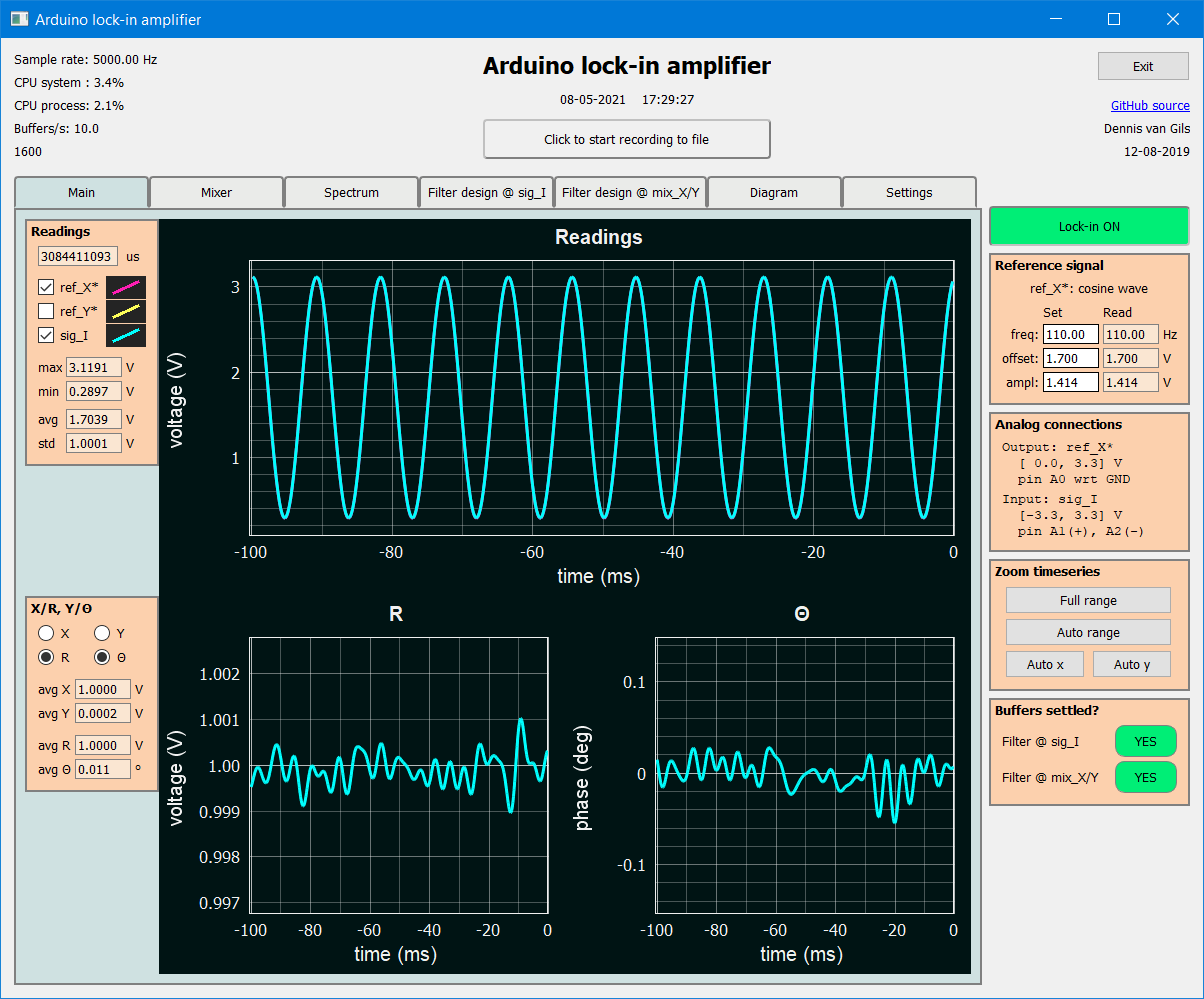 Arduino lock-in amplifier
Sample rate: 5000.00 Hz
CPU system : 3.4%
CPU process: 2.1%
Buffers/s: 10.0
1600
Arduino lock-in amplifier
08-05-2021 17:29:27
Click to start recording to file
Exit
GitHub source
Dennis van Gils
12-08-2019
Main Mixer Spectrum Filter design @ sig_I Filter design @ mix_X/Y Diagram Settings
Readings
3084411093 us
ref_X*
ref_Y*
sig_I
max 3.1191 V
min 0.2897 V
avg 1.7039 V
std 1.0001 V
Readings
voltage (V)
3
2
1
-100 -80 -60 -40 -20 0
time (ms)
X/R, Y/Θ
X Y
R Θ
avg X 1.0000 V
avg Y 0.0002 V
avg R 1.0000 V
avg Θ 0.011 °
R
voltage (V)
1.002
1.001
1.00
0.999
0.998
0.997
-100 -80 -60 -40 -20 0
time (ms)
Θ
phase (deg)
0.1
0
-0.1
-100 -80 -60 -40 -20 0
time (ms)
Lock-in ON
Reference signal
ref_X*: cosine wave
Set Read
freq: 110.00 110.00 Hz
offset: 1.700 1.700 V
ampl: 1.414 1.414 V
Analog connections
Output: ref_X*
[ 0.0, 3.3] V
pin A0 wrt GND
Input: sig_I
[-3.3, 3.3] V
pin A1(+), A2(-)
Zoom timeseries
Full range
Auto range
Auto x Auto y
Buffers settled?
Filter @ sig_I YES
Filter @ mix_X/Y YES